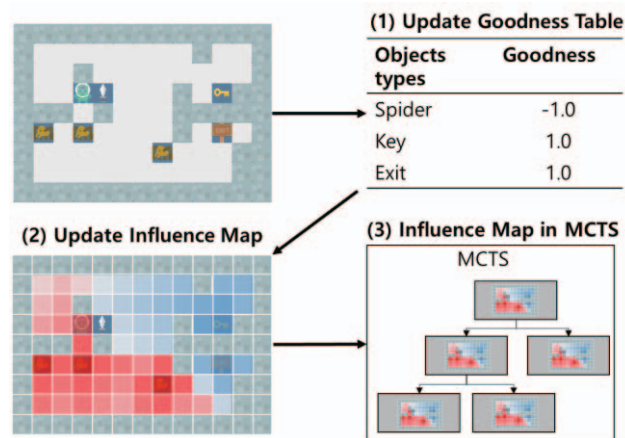 (1) Update Goodness Table
Objects types Goodness
Spider -1.0
Key 1.0
Exit 1.0
(2) Update Influence Map
(3) Influence Map in MCTS
MCTS